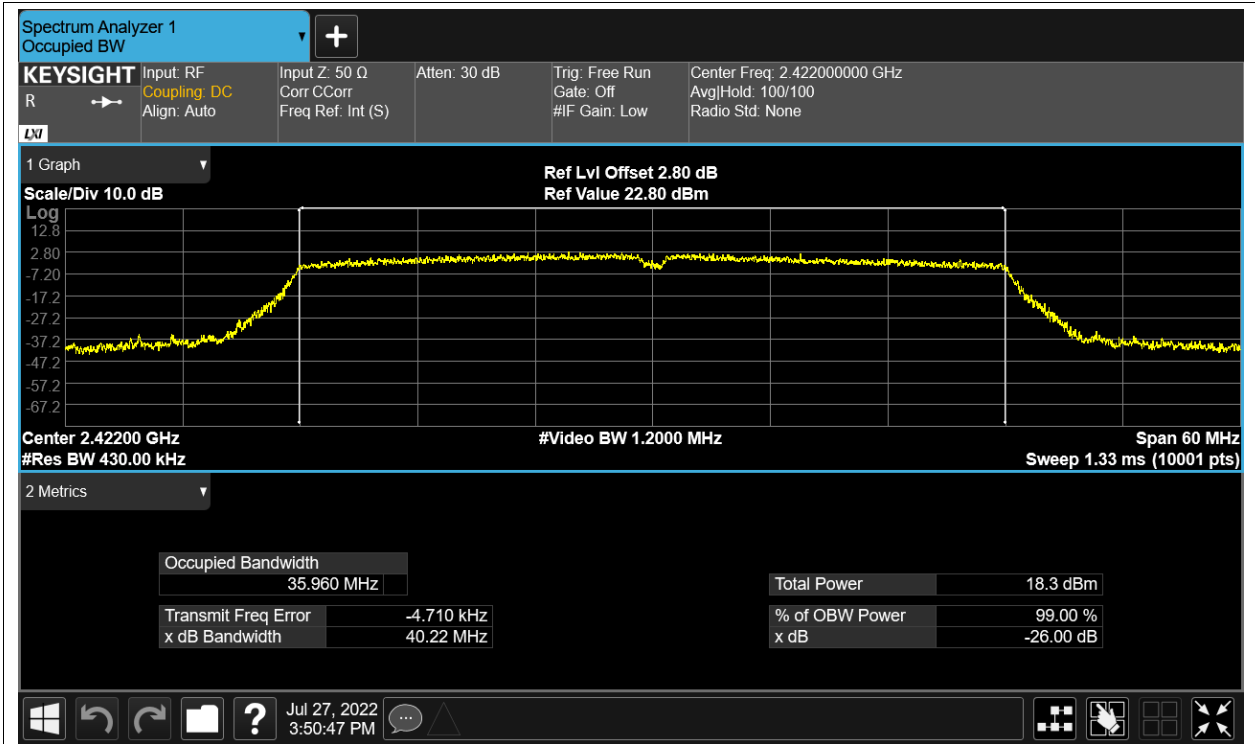 Spectrum Analyzer 1
Occupied BW
KEYSIGHT
R
LXI
Input: RF
Coupling: DC
Align: Auto
Input Z: 50 Ω
Corr CCorr
Freq Ref: Int (S)
Atten: 30 dB
Trig: Free Run
Gate: Off
#IF Gain: Low
Center Freq: 2.422000000 GHz
Avg|Hold: 100/100
Radio Std: None
1 Graph
Scale/Div 10.0 dB
Ref Lvl Offset 2.80 dB
Ref Value 22.80 dBm
Log
12.8
2.80
-7.20
-17.2
-27.2
-37.2
-47.2
-57.2
-67.2
Center 2.42200 GHz
#Video BW 1.2000 MHz
Span 60 MHz
#Res BW 430.00 kHz
Sweep 1.33 ms (10001 pts)
2 Metrics
Occupied Bandwidth
35.960 MHz
Total Power 18.3 dBm
Transmit Freq Error -4.710 kHz
% of OBW Power 99.00 %
x dB Bandwidth 40.22 MHz
x dB -26.00 dB
?
Jul 27, 2022
3:50:47 PM